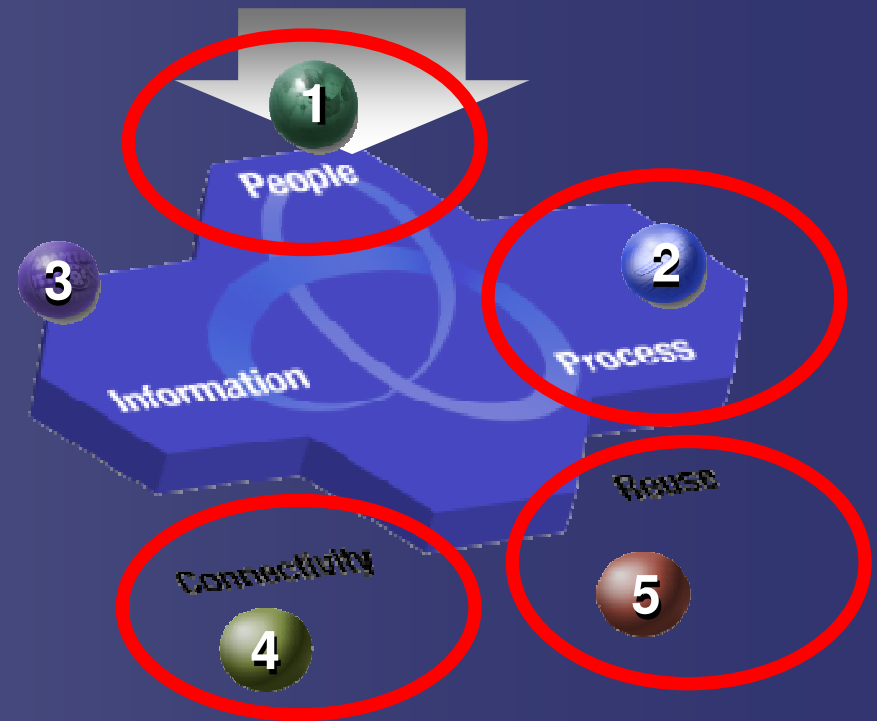 1
People
2
3
Process
Information
Reuse
Connectivity
5
4